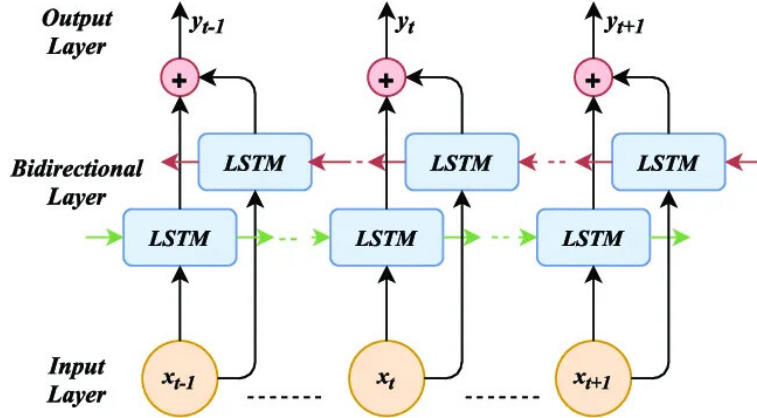 Output
Layer
y_{t-1}
y_t
y_{t+1}
+
+
+
Bidirectional
Layer
LSTM
LSTM
LSTM
LSTM
LSTM
LSTM
Input
Layer
x_{t-1}
x_t
x_{t+1}